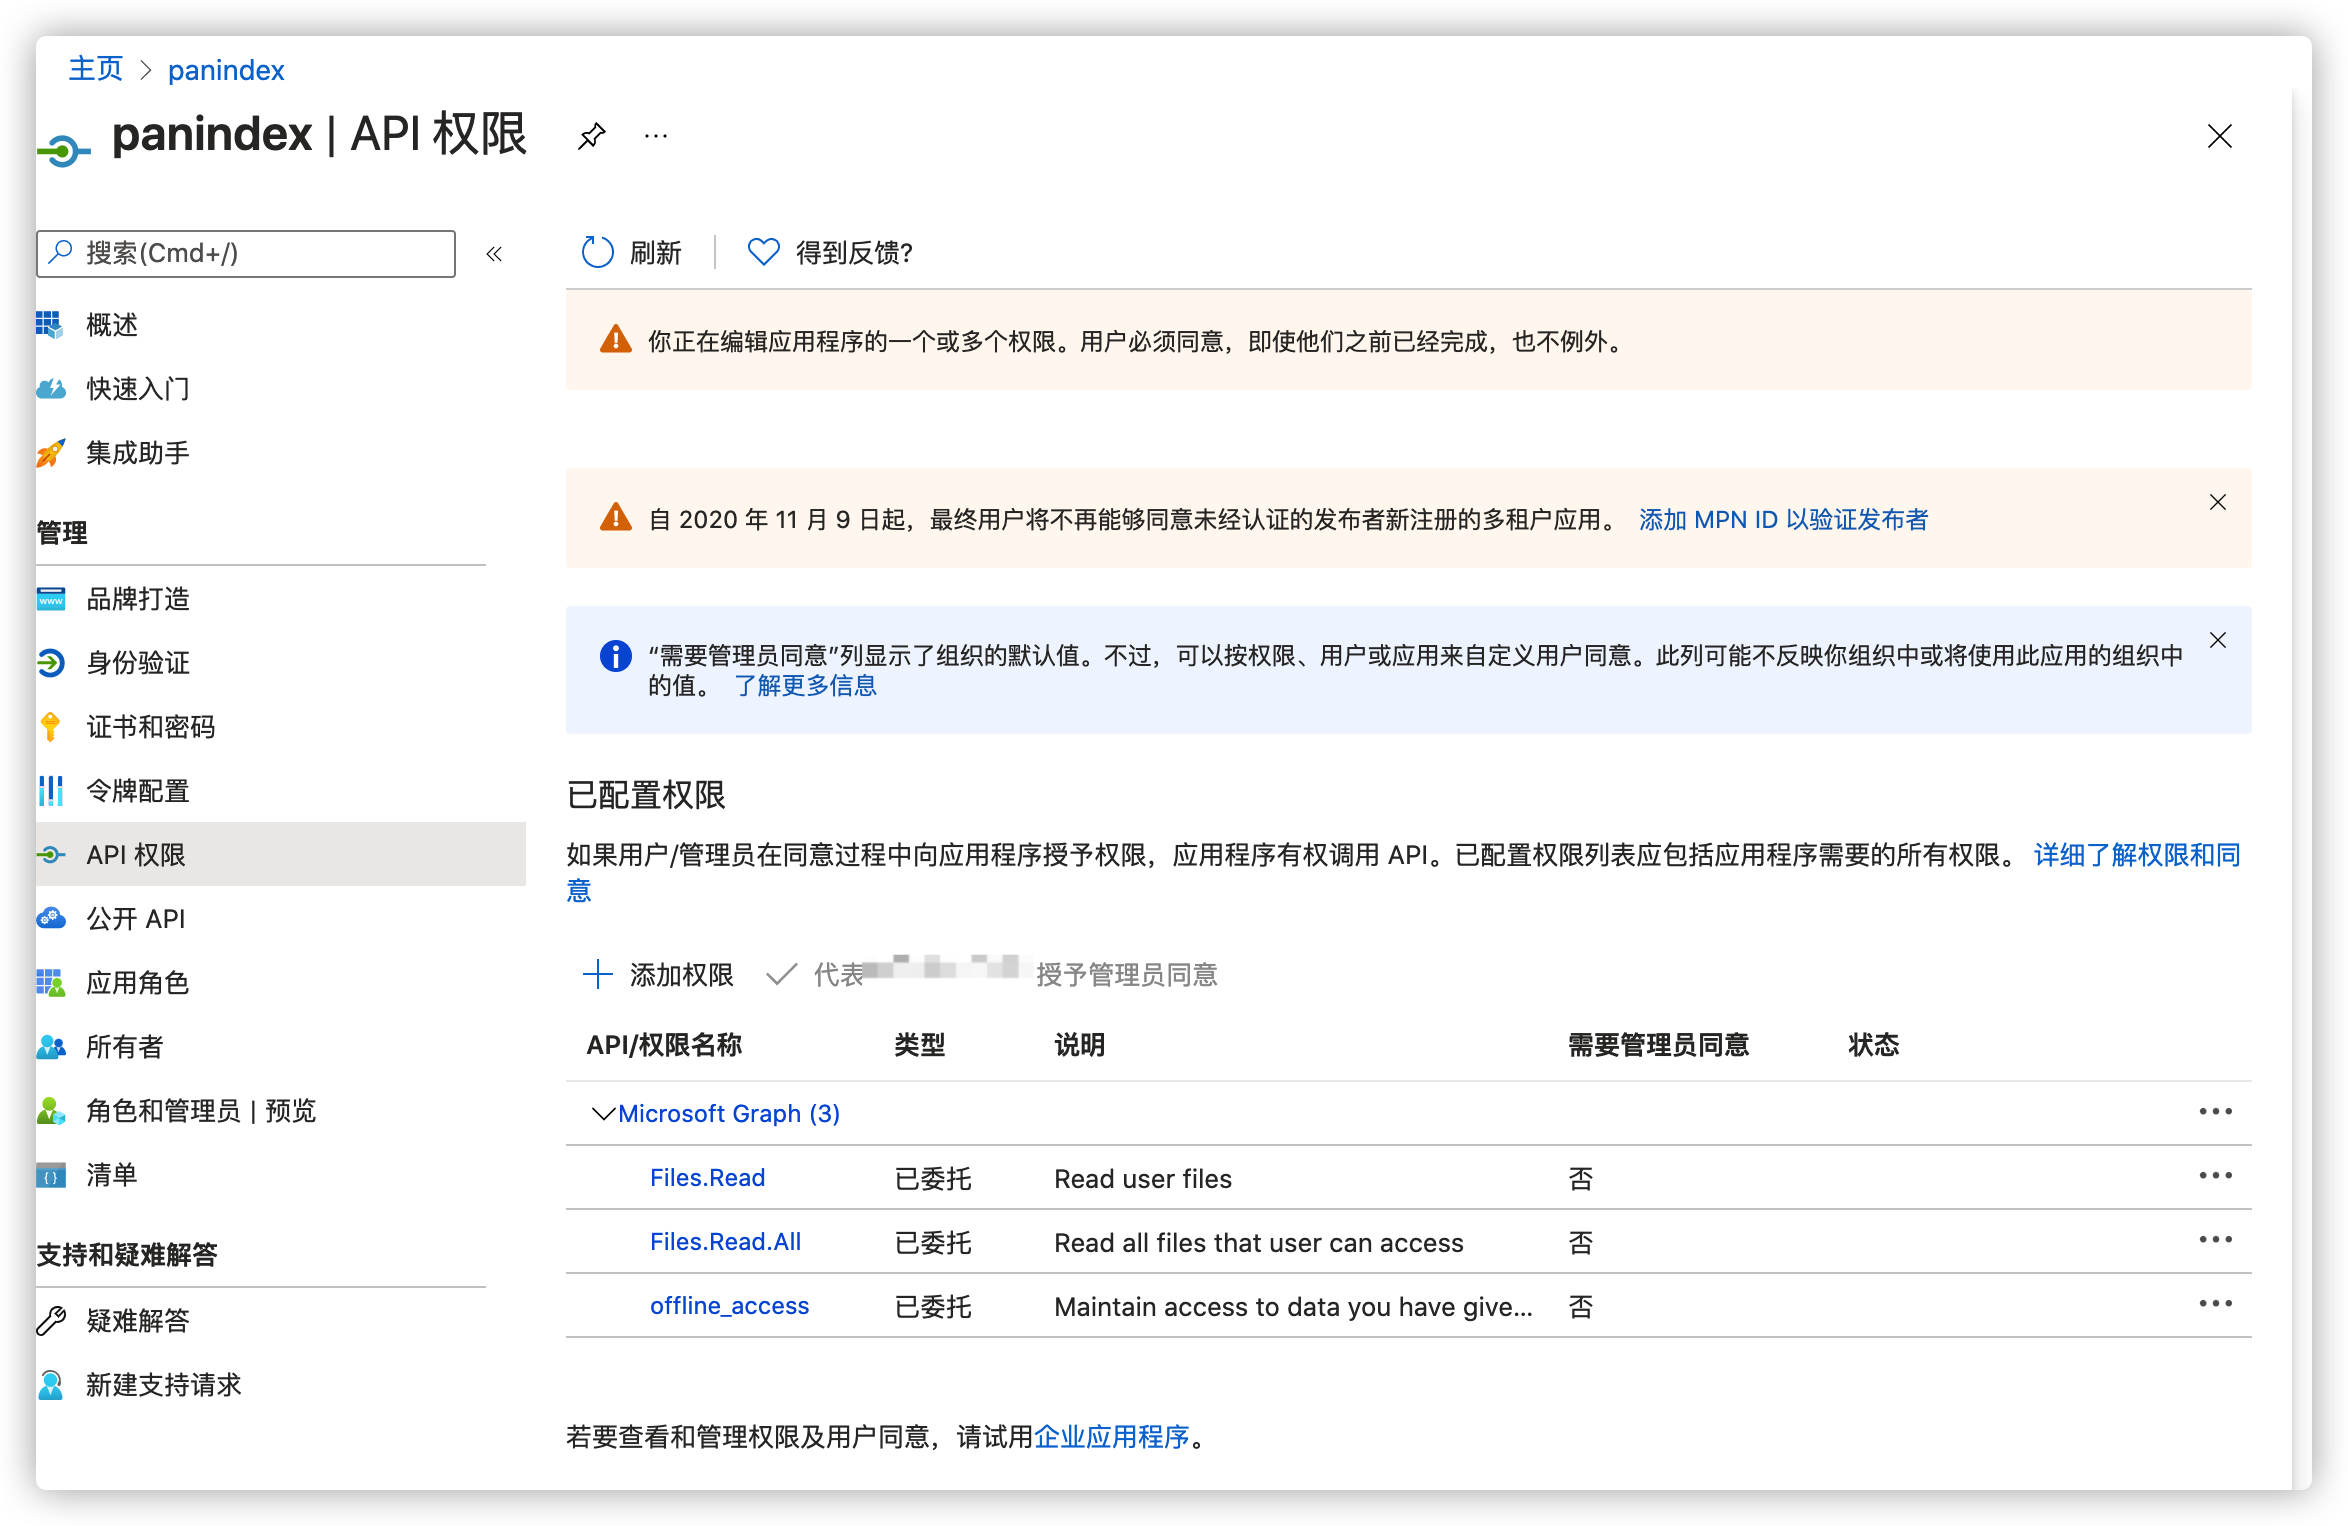 主页 > panindex
panindex | API 权限
搜索(Cmd+/)
概述
快速入门
集成助手
管理
品牌打造
身份验证
证书和密码
令牌配置
API 权限
公开 API
应用角色
所有者
角色和管理员 | 预览
清单
支持和疑难解答
疑难解答
新建支持请求
刷新 得到反馈?
你正在编辑应用程序的一个或多个权限。用户必须同意，即使他们之前已经完成，也不例外。
自 2020 年 11 月 9 日起，最终用户将不再能够同意未经认证的发布者新注册的多租户应用。 添加 MPN ID 以验证发布者
“需要管理员同意”列显示了组织的默认值。不过，可以按权限、用户或应用来自定义用户同意。此列可能不反映你组织中或将使用此应用的组织中
的值。 了解更多信息
已配置权限
如果用户/管理员在同意过程中向应用程序授予权限，应用程序有权调用 API。已配置权限列表应包括应用程序需要的所有权限。 详细了解权限和同
意
添加权限 代表 授予管理员同意
API/权限名称 类型 说明 需要管理员同意 状态
Microsoft Graph (3)
Files.Read 已委托 Read user files 否
Files.Read.All 已委托 Read all files that user can access 否
offline_access 已委托 Maintain access to data you have give... 否
若要查看和管理权限及用户同意，请试用企业应用程序。